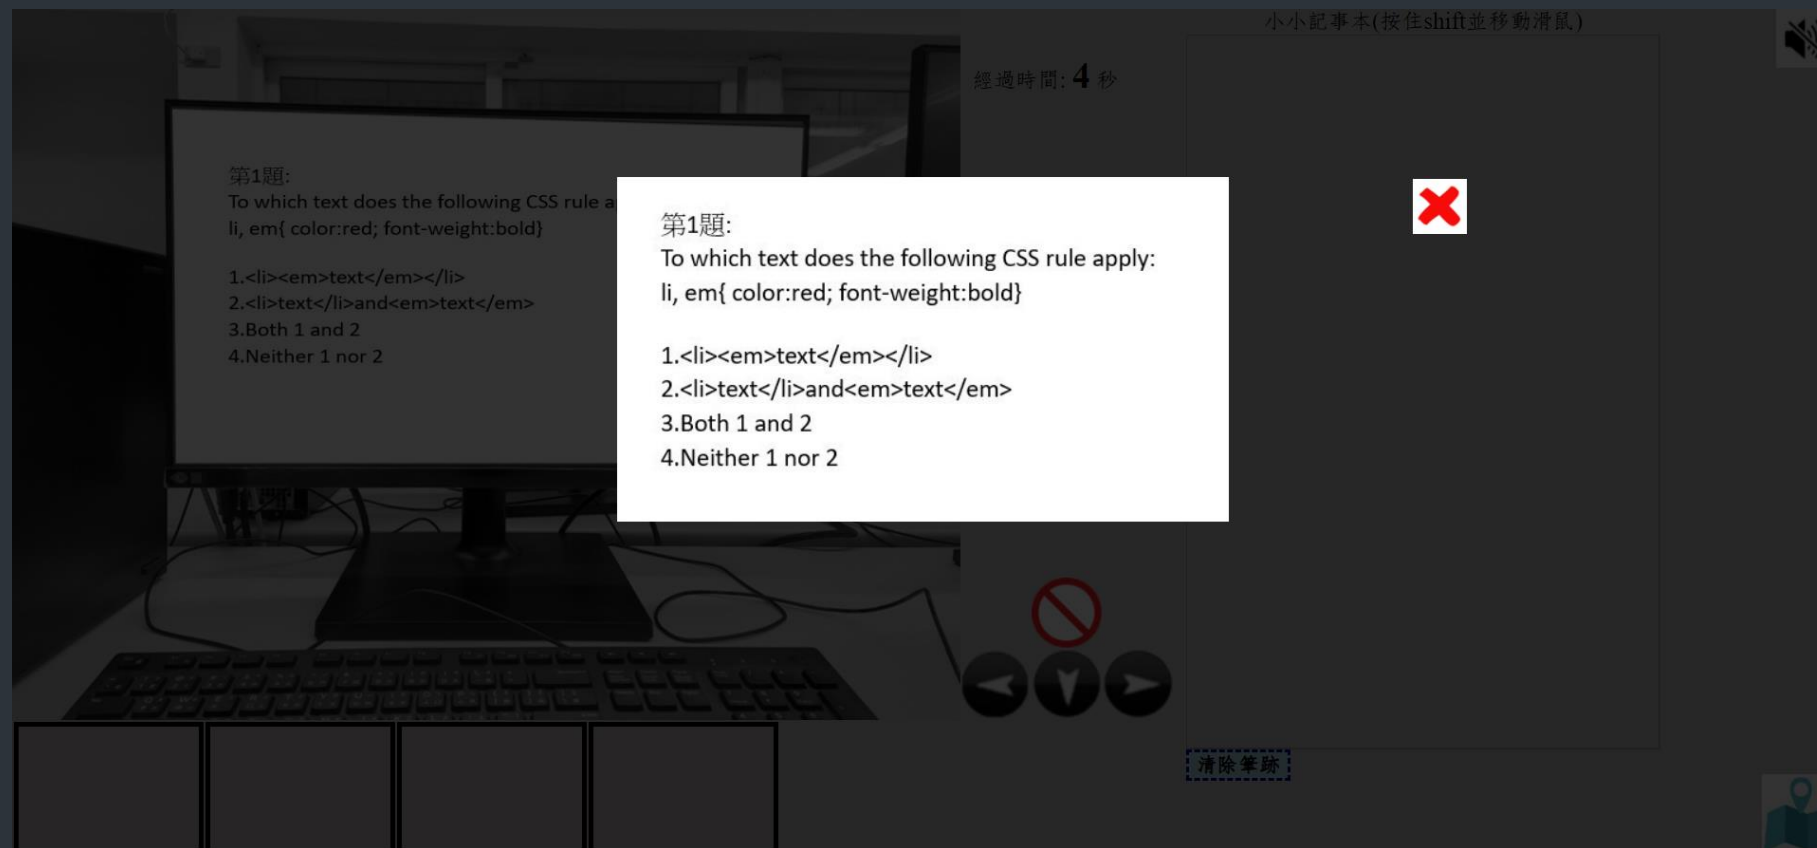 小小記事本(按住shift並移動滑鼠)
經過時間: 4 秒
第1題:
To which text does the following CSS rule a
li, em{ color:red; font-weight:bold}
1.<li><em>text</em></li>
2.<li>text</li>and<em>text</em>
3.Both 1 and 2
4.Neither 1 nor 2
第1題:
To which text does the following CSS rule apply:
li, em{ color:red; font-weight:bold}
1.<li><em>text</em></li>
2.<li>text</li>and<em>text</em>
3.Both 1 and 2
4.Neither 1 nor 2
清除筆跡